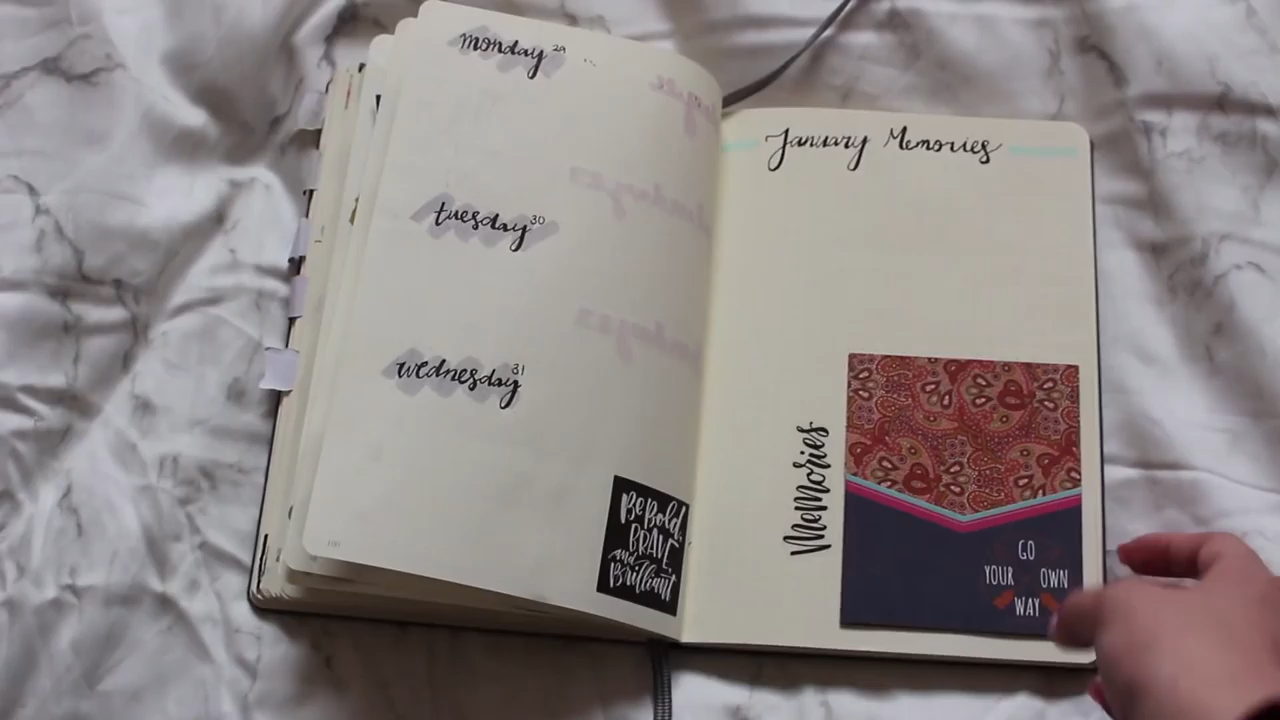 monday 29
tuesday 30
wednesday 31
Be Bold,
BRAVE
and
Brilliant
January Memories
Memories
GO
YOUR OWN
WAY